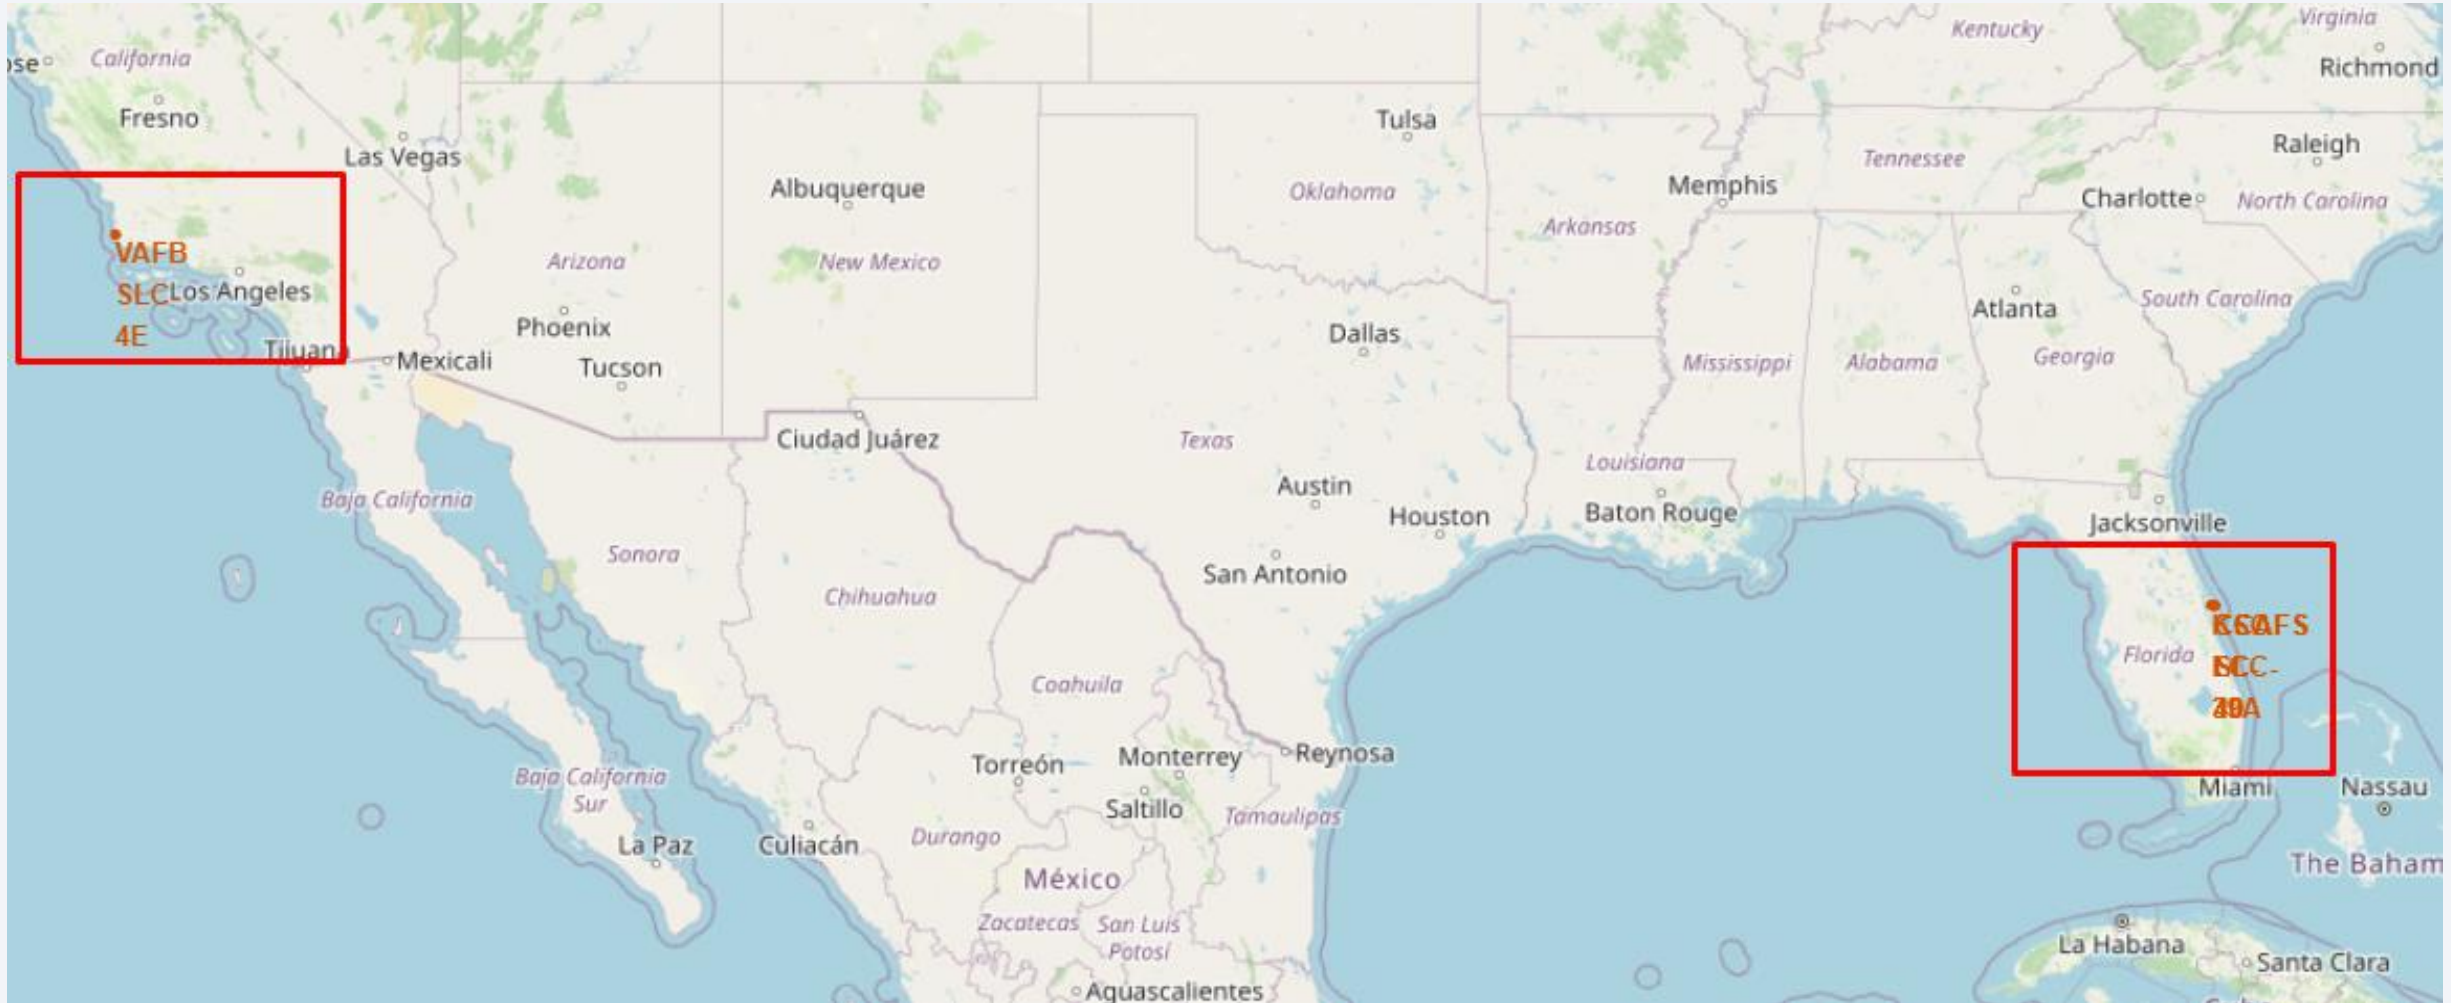 Virginia
Kentucky
California
ose
Richmond
Fresno
Tulsa
Raleigh
Las Vegas
Tennessee
Memphis
Albuquerque
Oklahoma
Charlotte
North Carolina
Arkansas
VAFB
SLC
4E
Los Angeles
Arizona
New Mexico
South Carolina
Atlanta
Phoenix
Dallas
Tijuana
Mexicali
Tucson
Mississippi
Alabama
Georgia
Ciudad Juárez
Texas
Louisiana
Austin
Baja California
Houston
Baton Rouge
Jacksonville
Sonora
San Antonio
Chihuahua
Florida
Coahuila
Torreón
Monterrey
Reynosa
Baja California
Sur
Miami
Nassau
Saltillo
Tamaulipas
La Paz
Culiacán
Durango
The Baham
México
Zacatecas
San Luis
Potosí
La Habana
Santa Clara
Aguascalientes